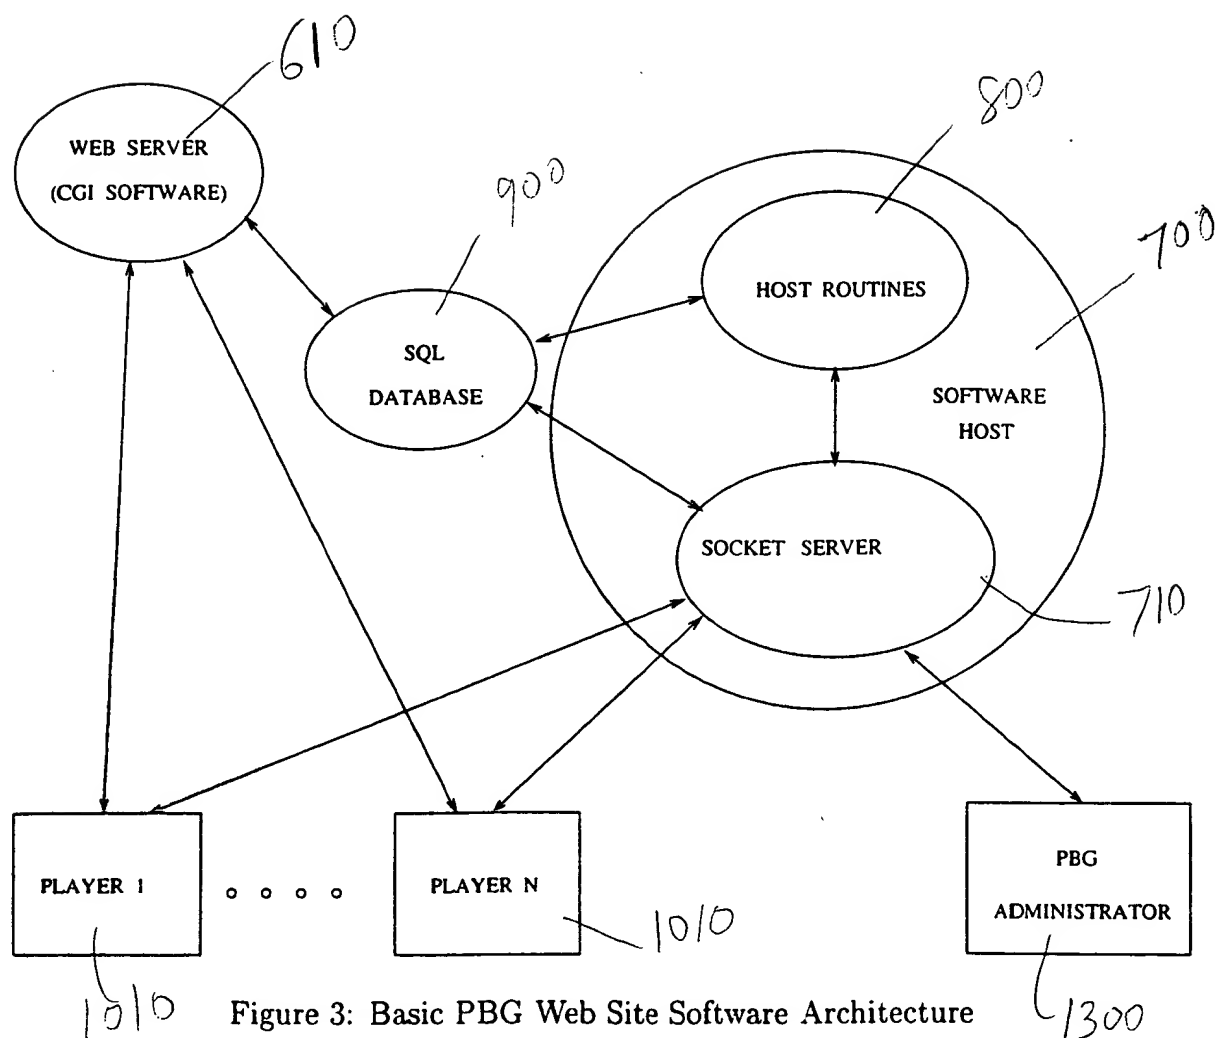 610
WEB SERVER
(CGI SOFTWARE)
900
SQL
DATABASE
800
HOST ROUTINES
700
SOFTWARE
HOST
SOCKET SERVER
710
PLAYER 1
PLAYER N
PBG
ADMINISTRATOR
1010
1010
1300
Figure 3: Basic PBG Web Site Software Architecture